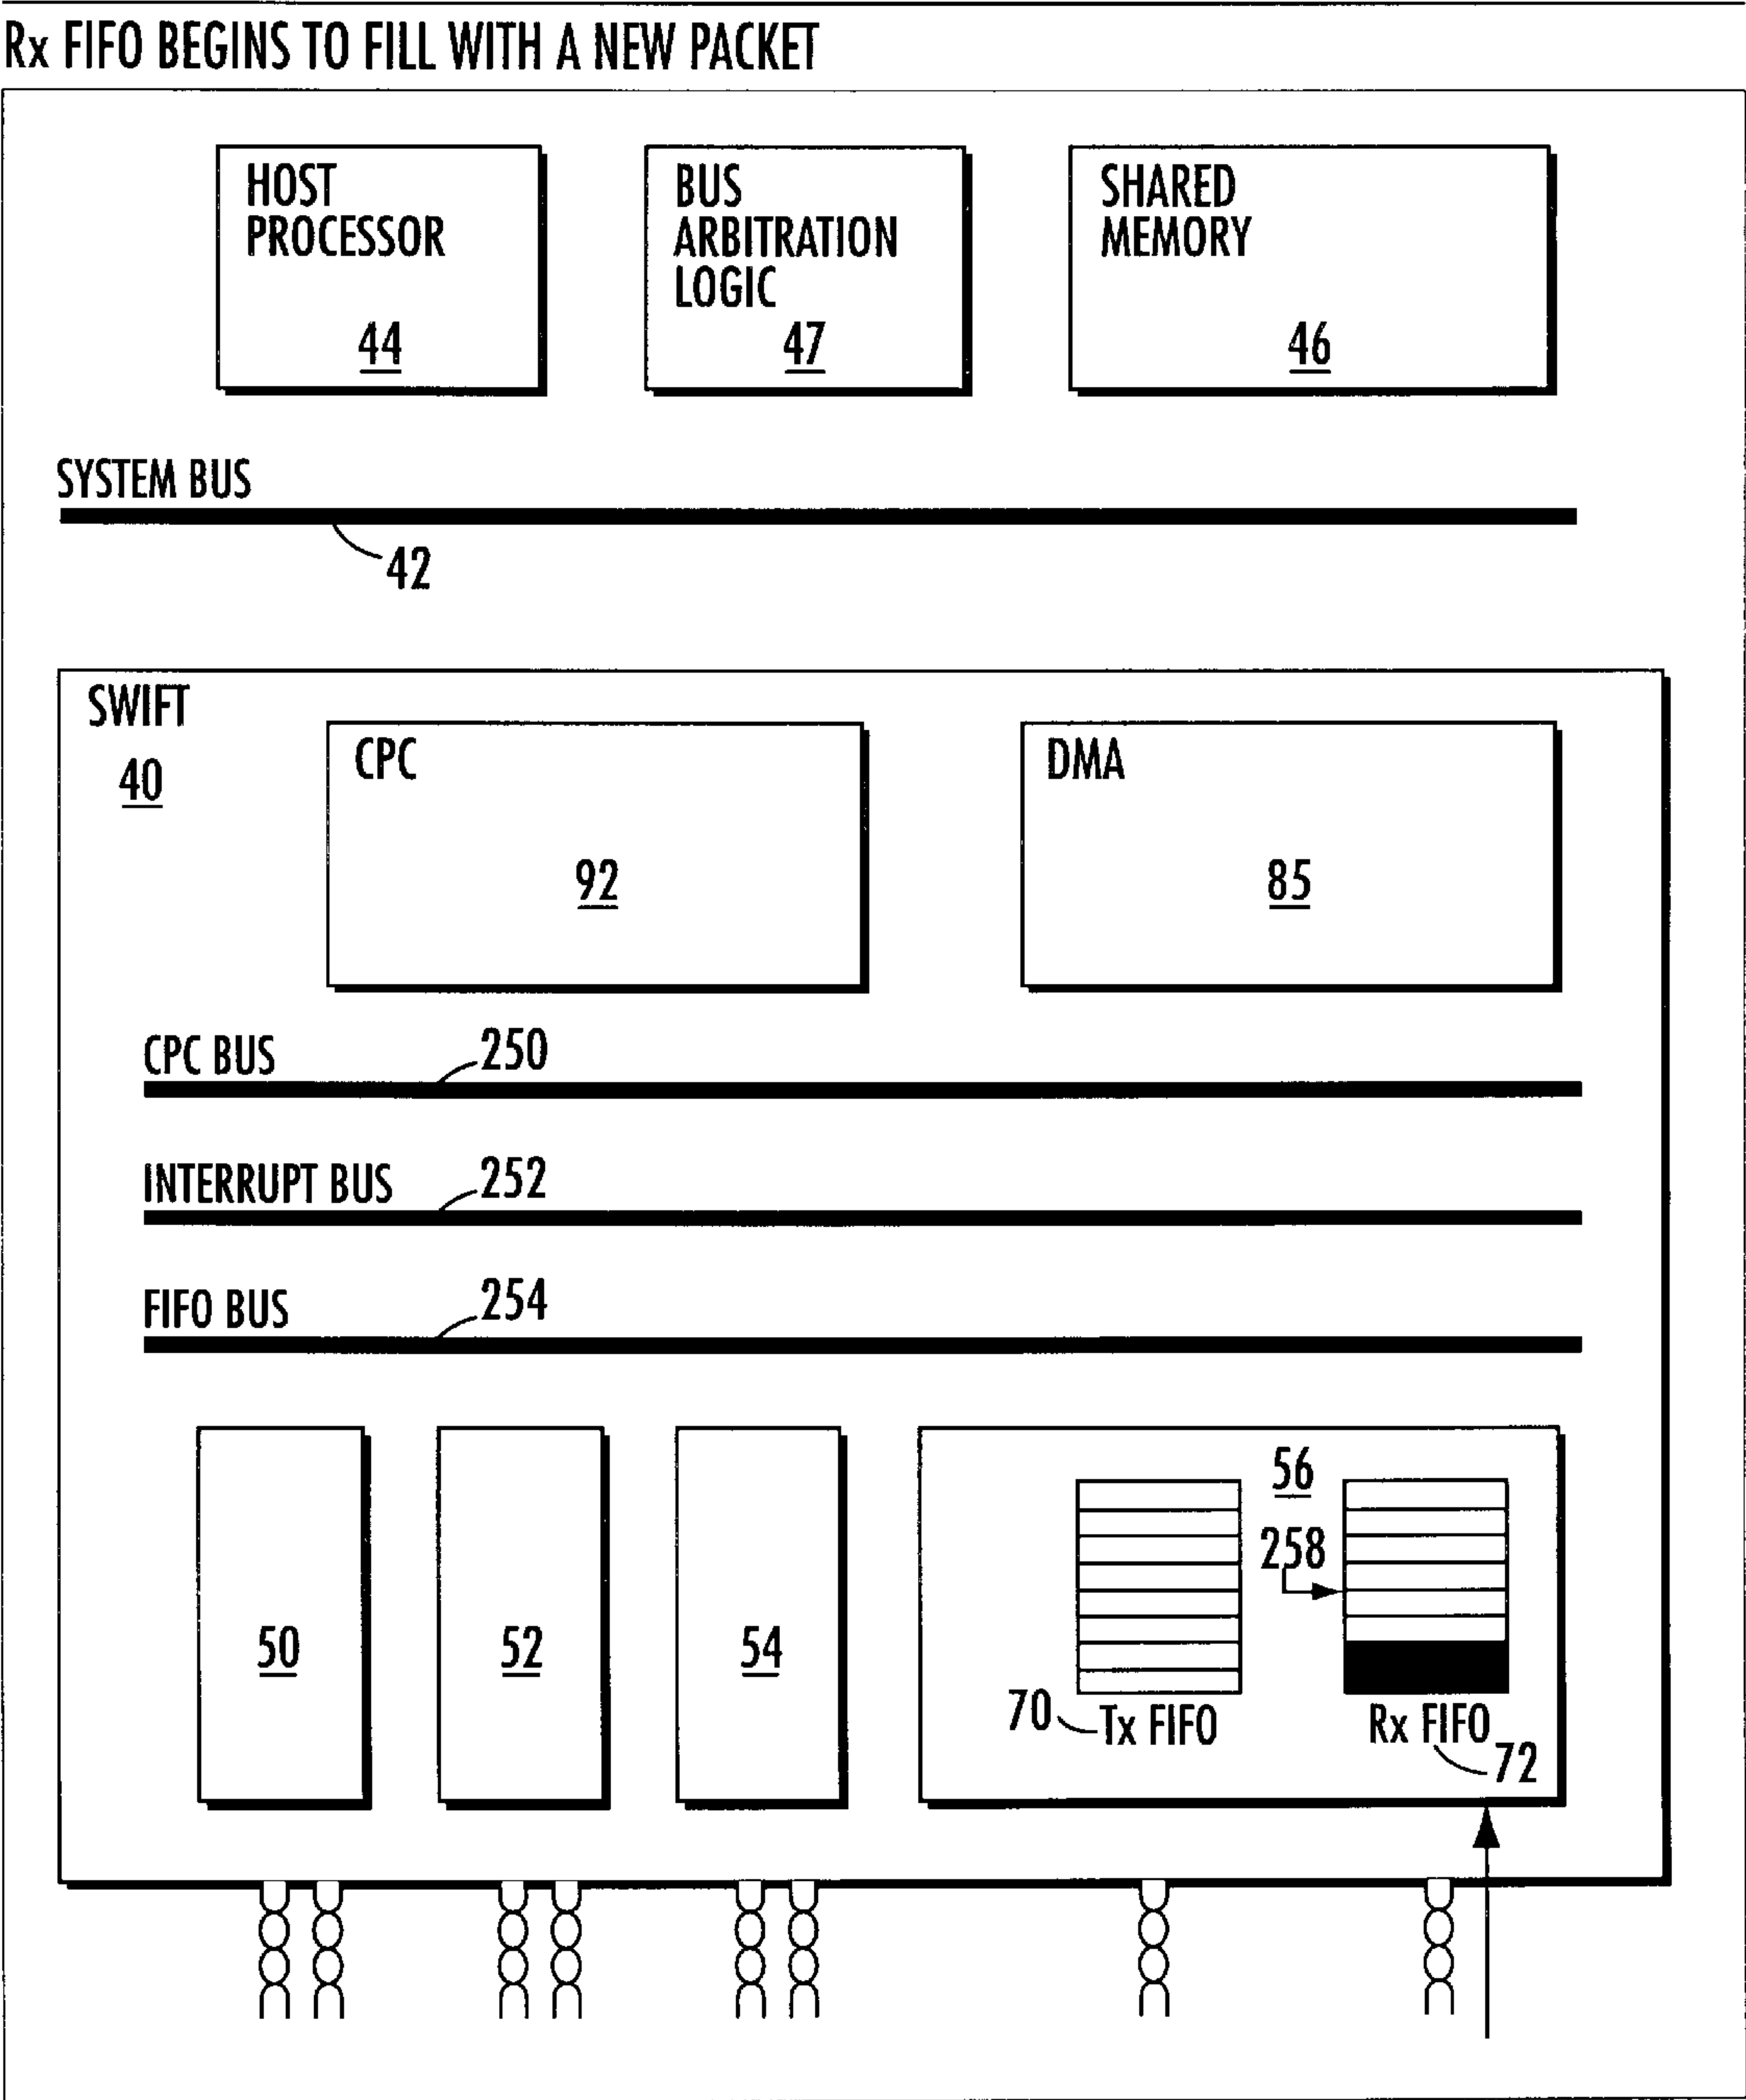 Rx FIFO BEGINS TO FILL WITH A NEW PACKET
HOST
PROCESSOR
44
BUS
ARBITRATION
LOGIC
47
SHARED
MEMORY
46
SYSTEM BUS
42
SWIFT
40
CPC
92
DMA
85
CPC BUS
250
INTERRUPT BUS
252
FIFO BUS
254
50
52
54
56
258
70
Tx FIFO
Rx FIFO
72